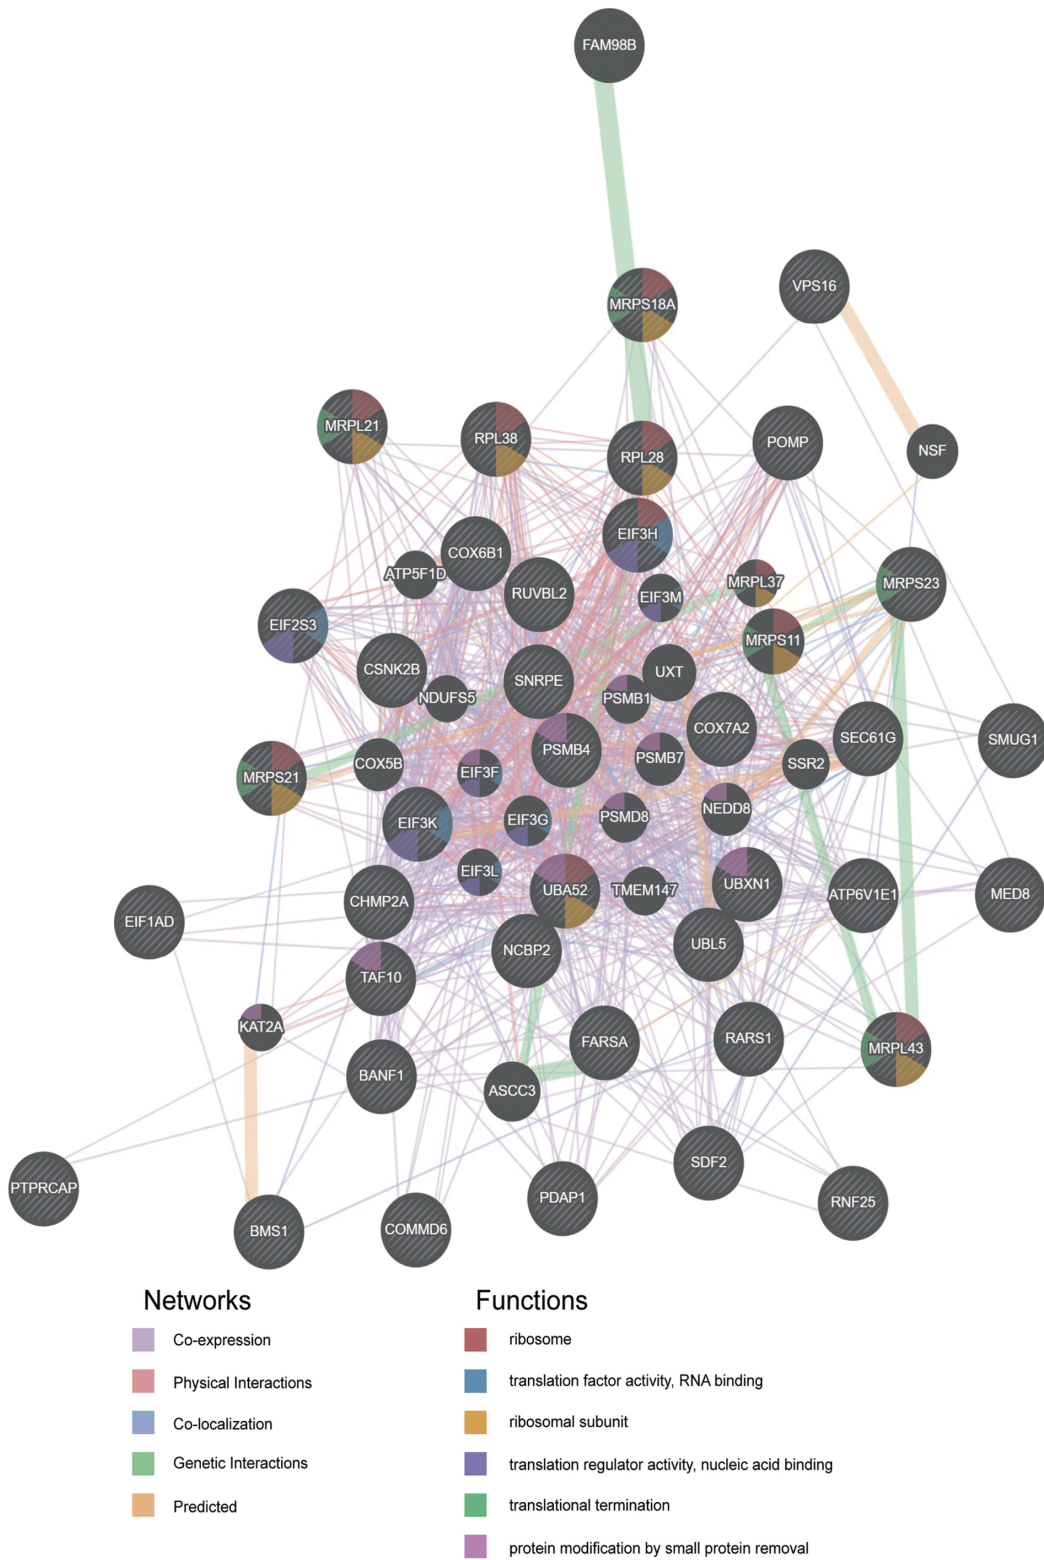 FAM98B
VPS16
MRPS18A
MRPL21
RPL38
RPL28
POMP
NSF
EIF3H
COX6B1
ATP5F1D
RUVBL2
EIF3M
MRPL37
MRPS23
EIF2S3
MRPS11
CSNK2B
SNRPE
UXT
NDUFS5
PSMB1
COX7A2
SEC61G
SMUG1
PSMB4
PSMB7
SSR2
MRPS21
COX5B
EIF3F
NEDD8
EIF3K
EIF3G
PSMD8
EIF3L
UBA52
TMEM147
UBXN1
ATP6V1E1
MED8
CHMP2A
EIF1AD
NCBP2
UBL5
TAF10
KAT2A
FARSA
RARS1
MRPL43
BANF1
ASCC3
SDF2
PTPRCAP
PDAP1
RNF25
BMS1
COMMD6
Networks
Co-expression
Physical Interactions
Co-localization
Genetic Interactions
Predicted
Functions
ribosome
translation factor activity, RNA binding
ribosomal subunit
translation regulator activity, nucleic acid binding
translational termination
protein modification by small protein removal